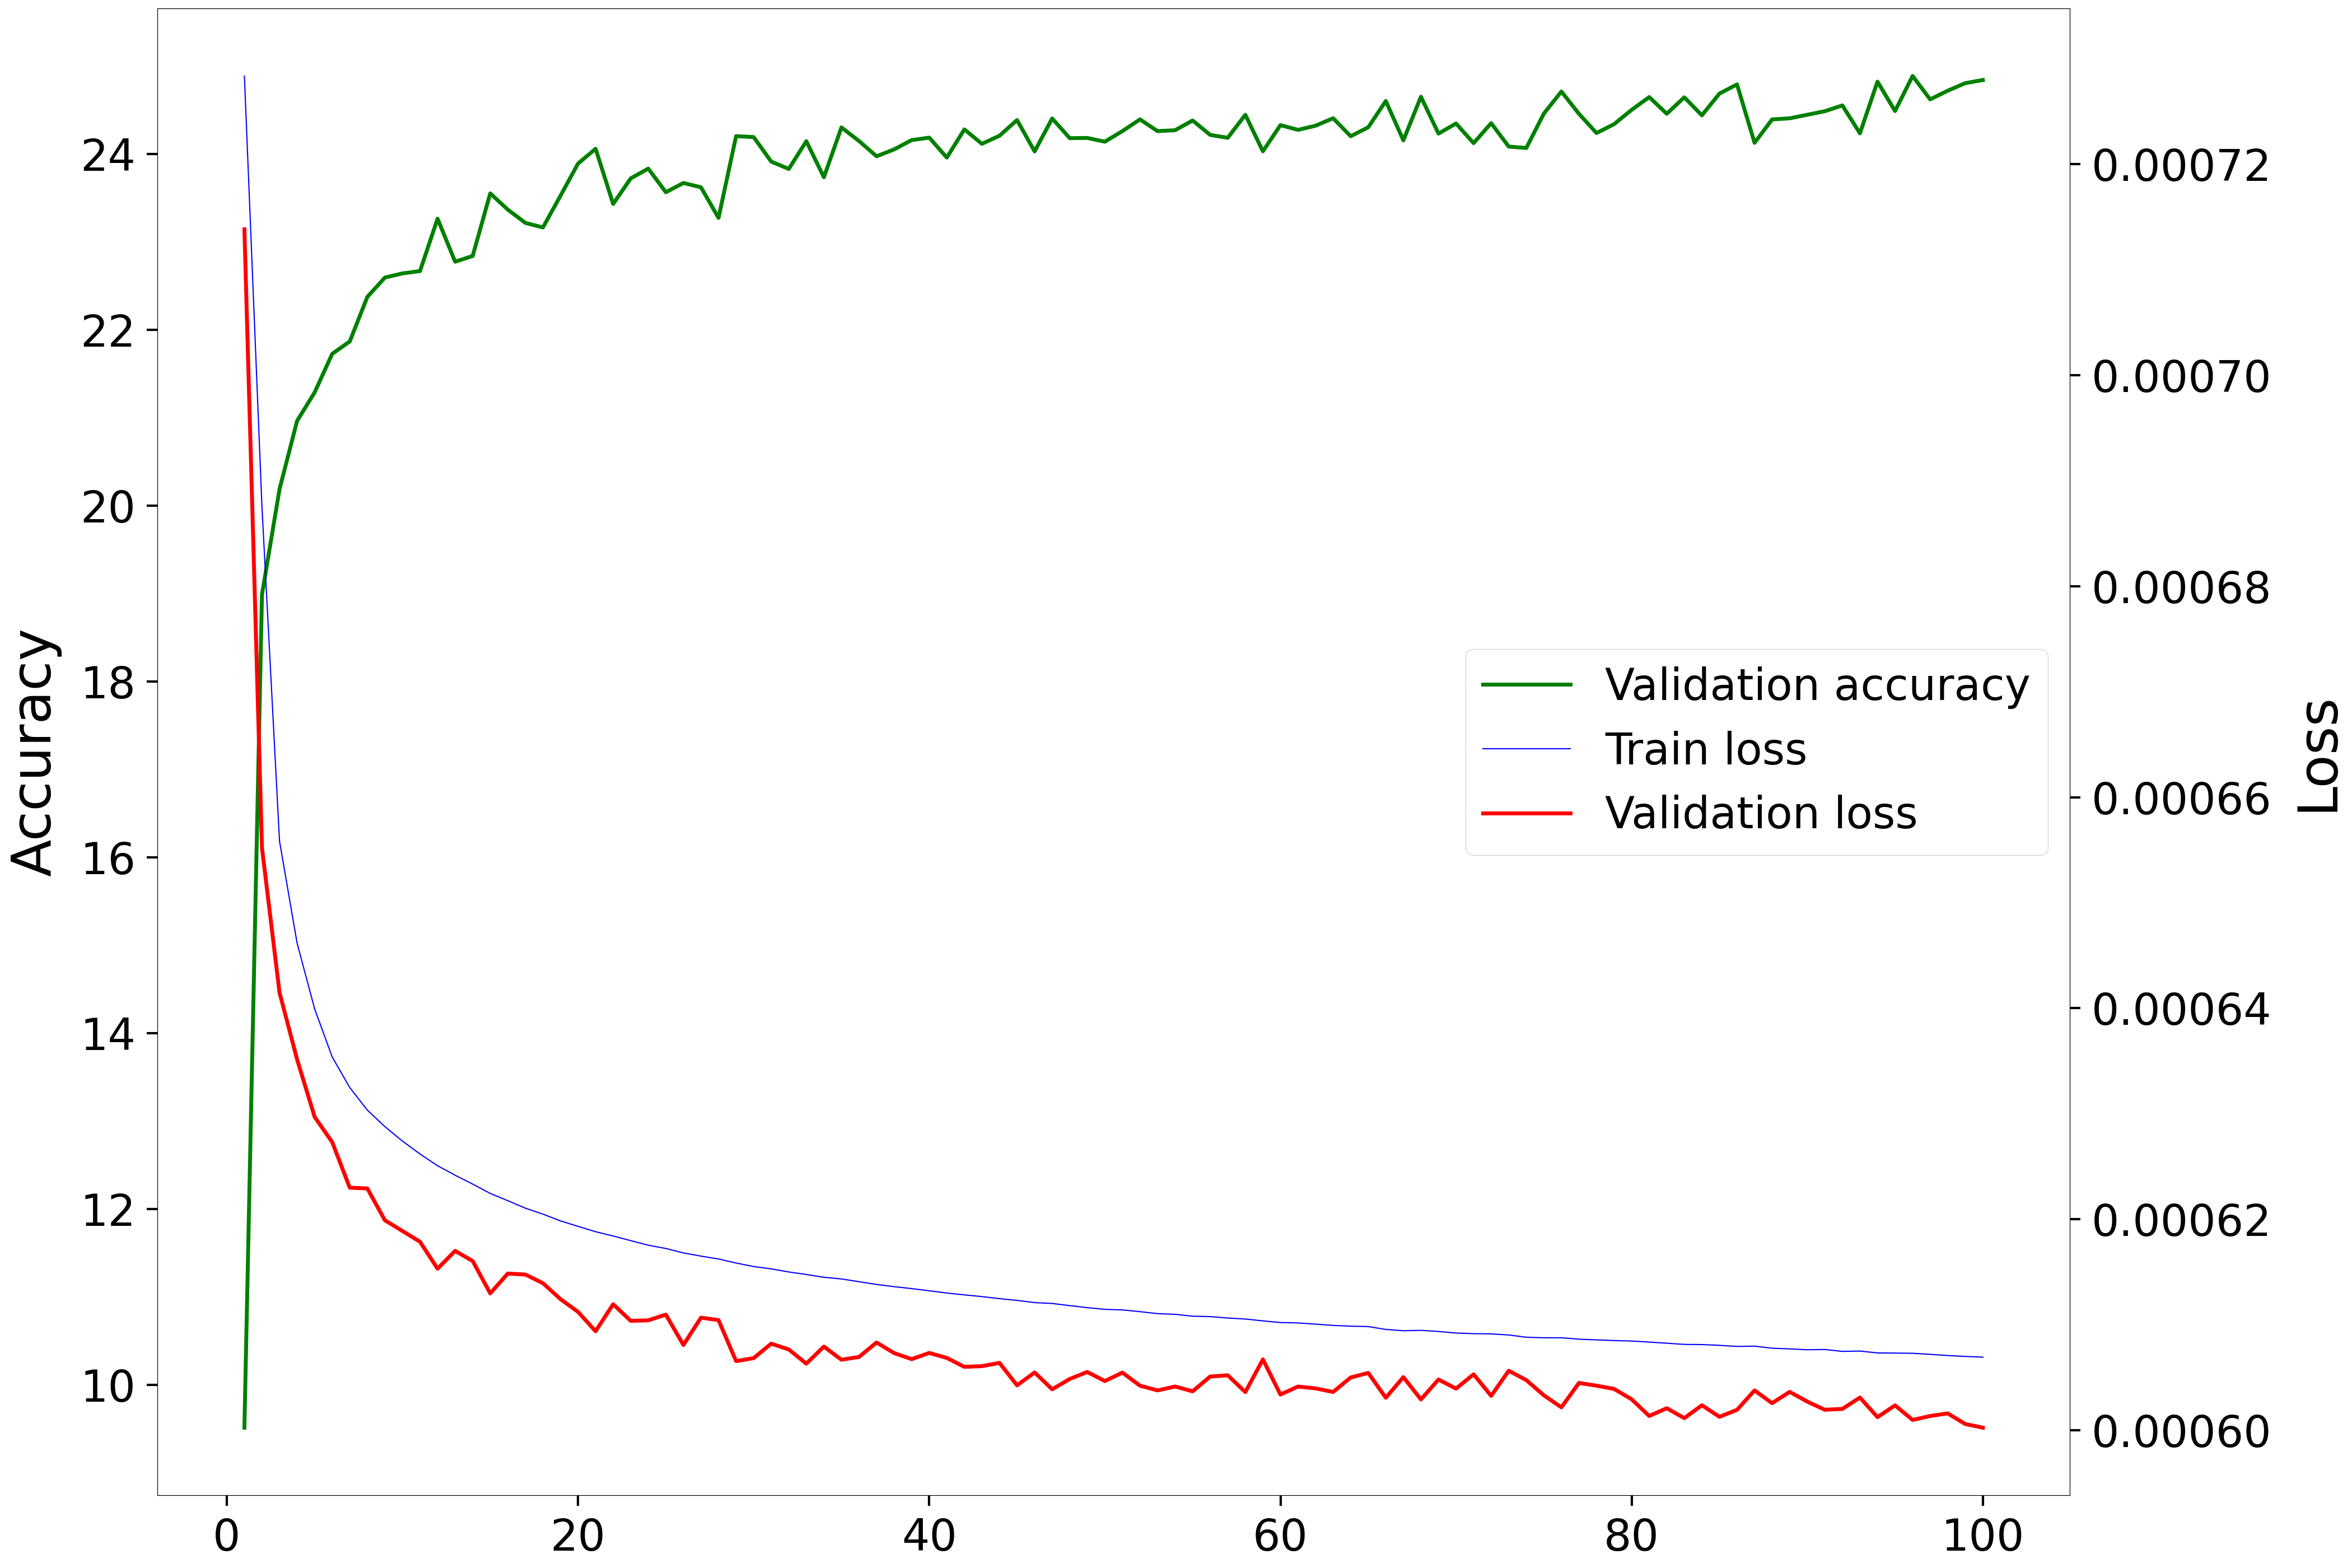 Accuracy
24
22
20
18
16
14
12
10
0 20 40 60 80 100
Validation accuracy
Train loss
Validation loss
0.00072
0.00070
0.00068
0.00066
0.00064
0.00062
0.00060
Loss